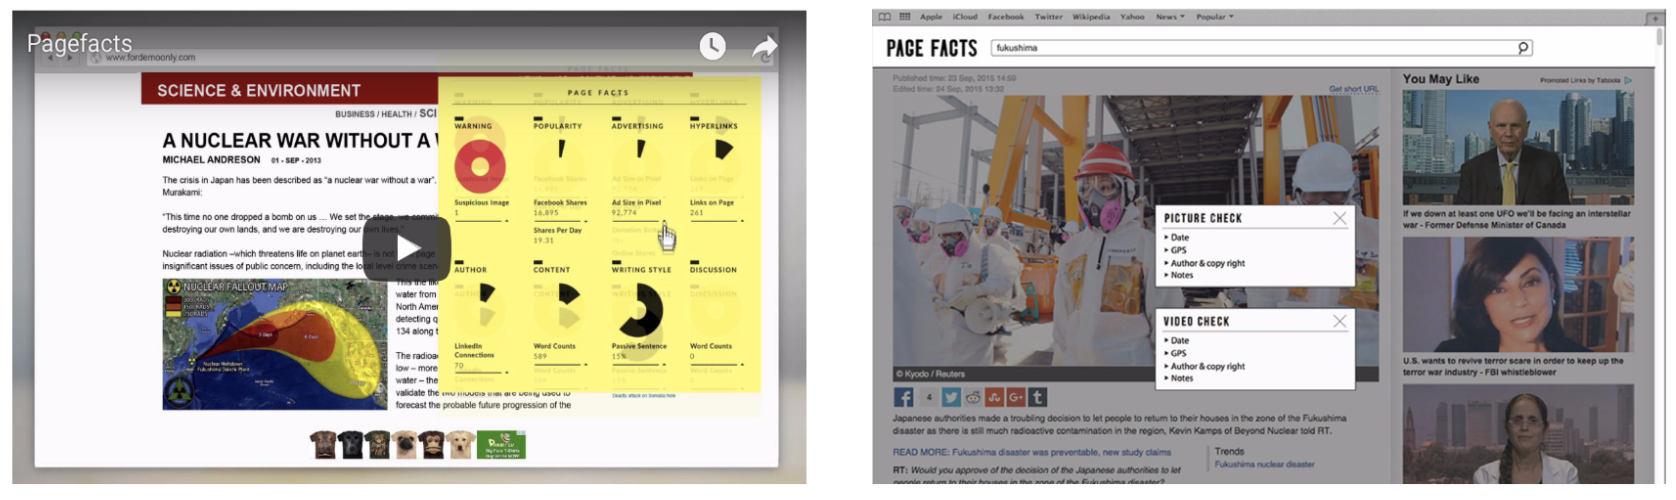 Pagefacts
www.fordemoonly.com
SCIENCE & ENVIRONMENT
BUSINESS / HEALTH / SCI
A NUCLEAR WAR WITHOUT A
MICHAEL ANDRESON 01 - SEP - 2013
The crisis in Japan has been described as "a nuclear war without a war".
Murakami:
"This time no one dropped a bomb on us ... We set the stage, we commi
destroying our own lands, and we are destroying our own lives."
Nuclear radiation –which threatens life on planet earth– is not page
insignificant issues of public concern, including the local level crime scen
NUCLEAR FALLOUT MAP
Nuclear Meltdown
Fukushima Daiichi Plant
This the
water from
North Ame
detecting
134 along t
The radioa
low – more
water – the
validate the two models that are being used to
forecast the probable future progression of the
PAGE FACTS
WARNING POPULARITY ADVERTISING HYPERLINKS
Suspicious Image Facebook Shares Ad Size in Pixel Links on Page
1 16,895 92,774 261
Shares Per Day
19.31
AUTHOR CONTENT WRITING STYLE DISCUSSION
LinkedIn Connections Word Counts Passive Sentence Word Counts
70 589 15% 0
Apple iCloud Facebook Twitter Wikipedia Yahoo News Popular
PAGE FACTS fukushima
Published time: 23 Sep, 2015 14:59
Edited time: 24 Sep, 2015 13:32
Get short URL
PICTURE CHECK
Date
GPS
Author & copy right
Notes
VIDEO CHECK
Date
GPS
Author & copy right
Notes
© Kyodo / Reuters
4
Japanese authorities made a troubling decision to let people to return to their houses in the zone of the Fukushima
disaster as there is still much radioactive contamination in the region, Kevin Kamps of Beyond Nuclear told RT.
READ MORE: Fukushima disaster was preventable, new study claims
RT: Would you approve of the decision of the Japanese authorities to let
people return to their houses in the zone of the Fukushima disaster?
Trends
Fukushima nuclear disaster
You May Like
Promoted Links by Taboola
If we down at least one UFO we'll be facing an interstellar
war - Former Defense Minister of Canada
U.S. wants to revive terror scare in order to keep up the
terror war industry - FBI whistleblower